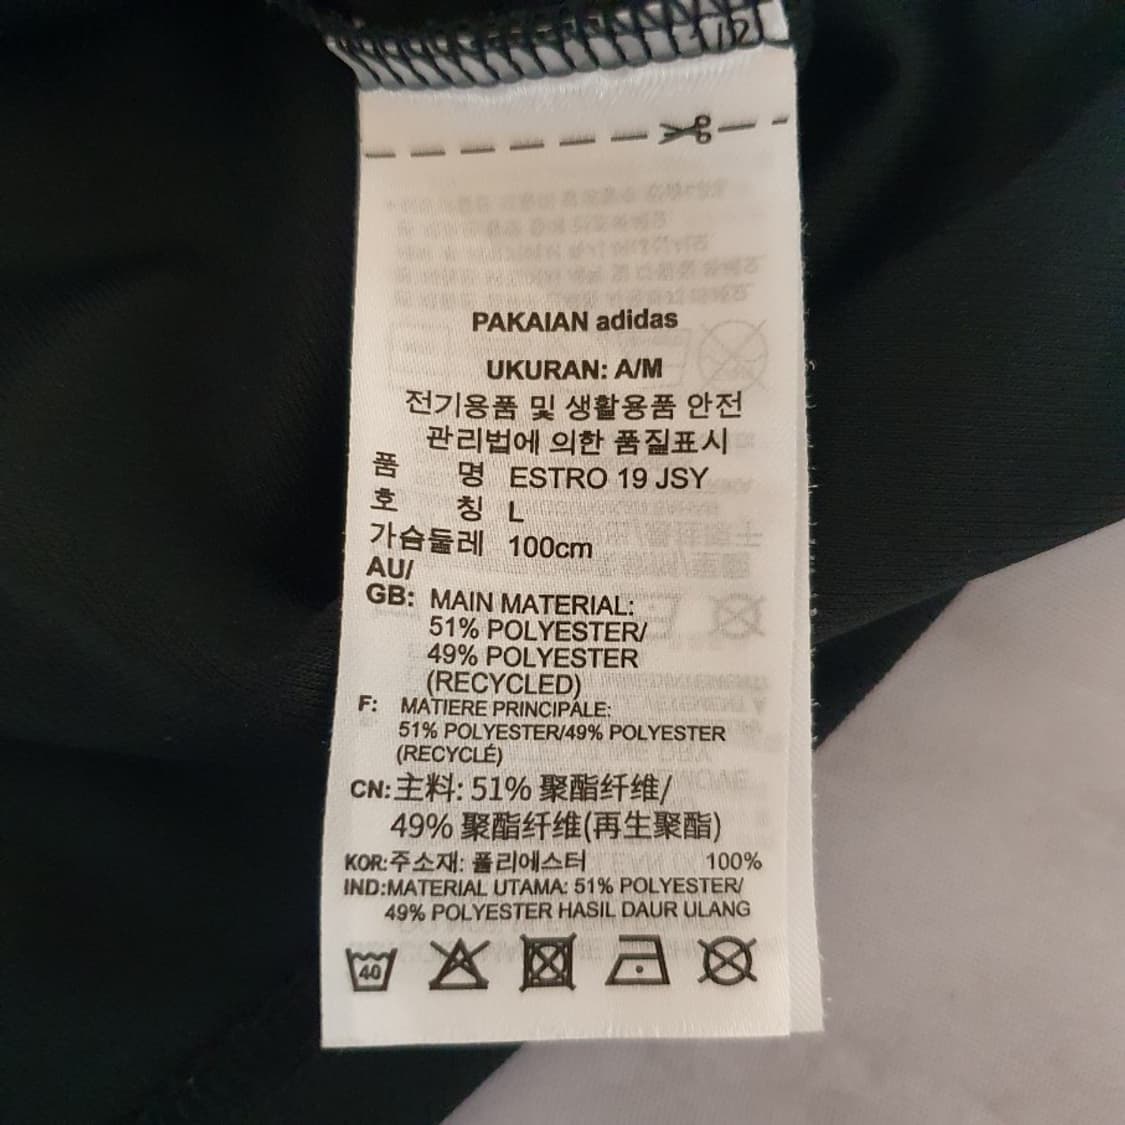 1/2
PAKAIAN adidas
UKURAN: A/M
전기용품 및 생활용품 안전
관리법에 의한 품질표시
품 명 ESTRO 19 JSY
호 칭 L
가슴둘레 100cm
AU/
GB: MAIN MATERIAL:
51% POLYESTER/
49% POLYESTER
(RECYCLED)
F: MATIERE PRINCIPALE:
51% POLYESTER/49% POLYESTER
(RECYCLÉ)
CN:主料: 51% 聚酯纤维/
49% 聚酯纤维(再生聚酯)
KOR:주소재: 폴리에스터 100%
IND:MATERIAL UTAMA: 51% POLYESTER/
49% POLYESTER HASIL DAUR ULANG
40